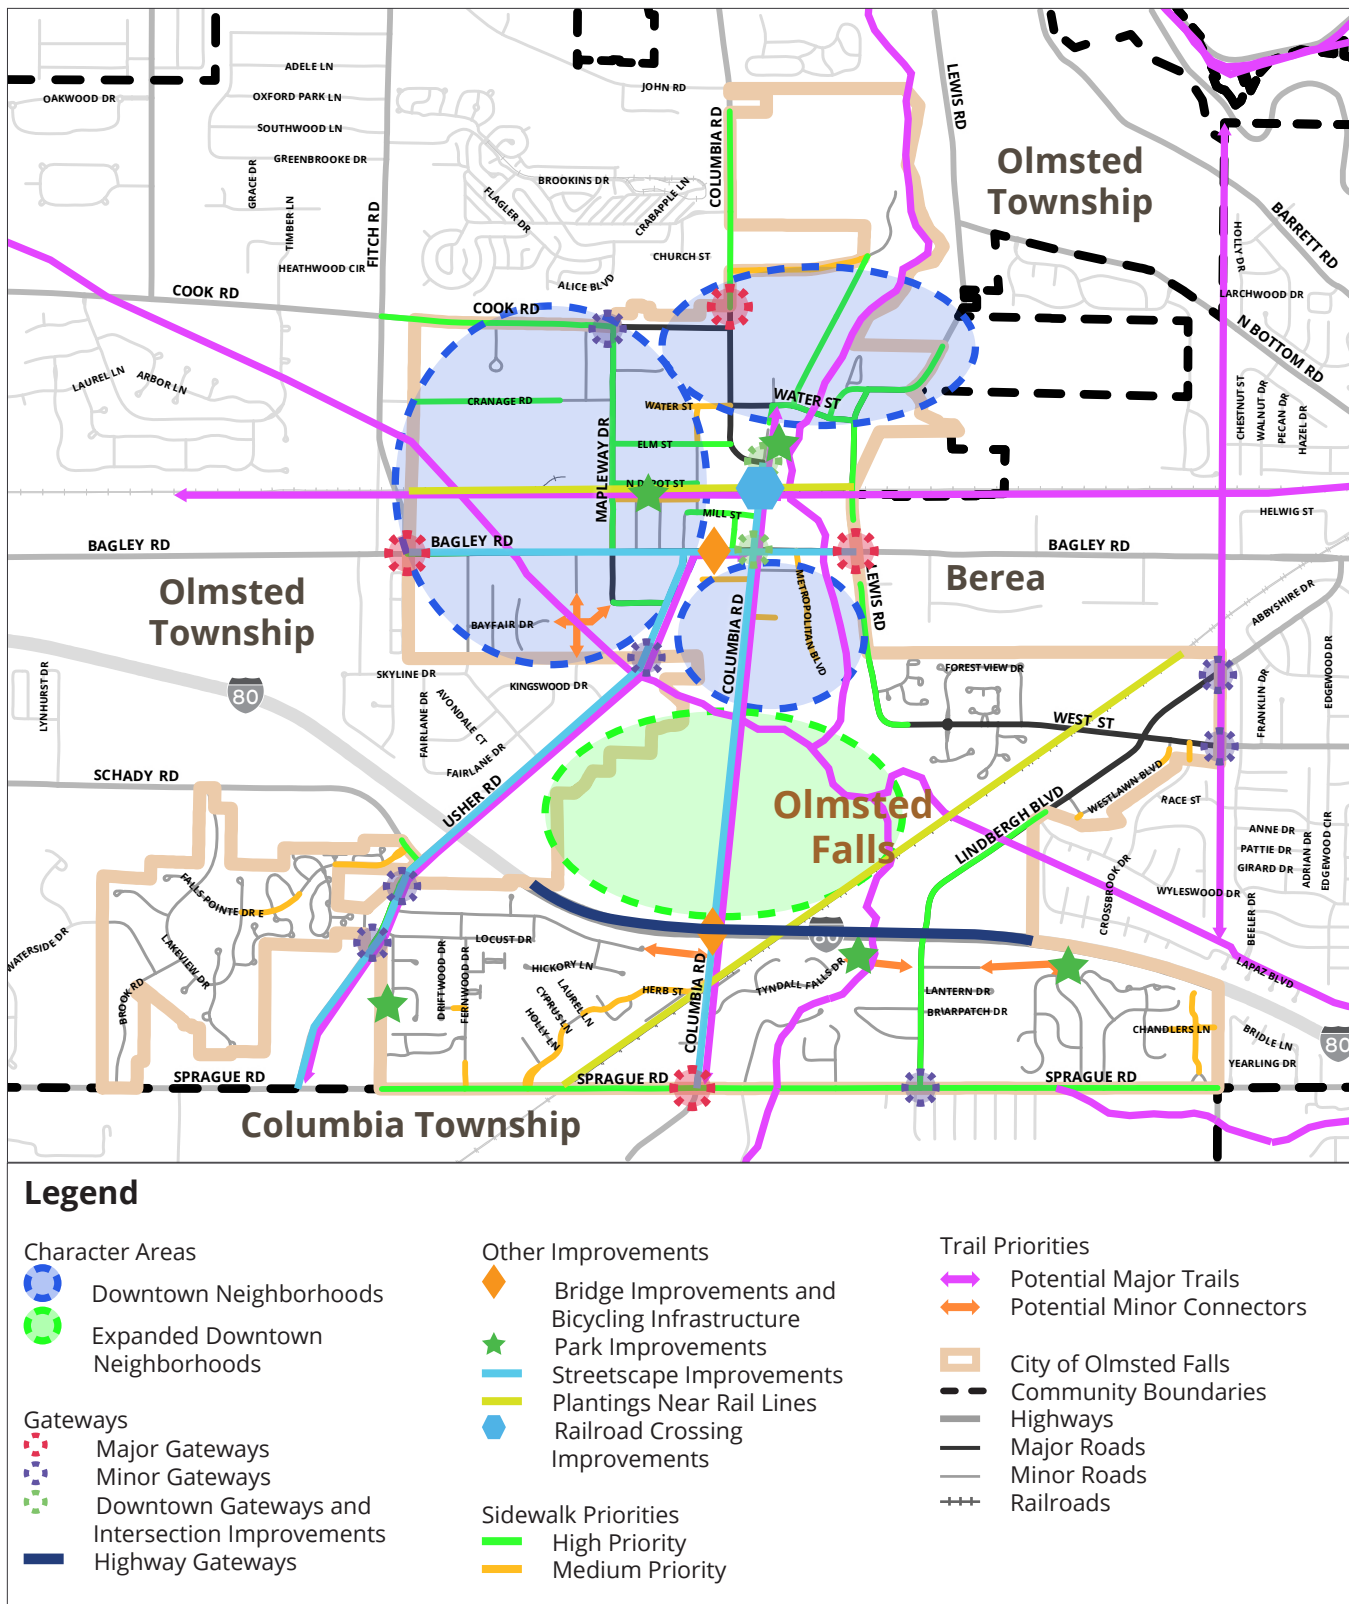 ADELE LN
OAKWOOD DR
OXFORD PARK LN
SOUTHWOOD LN
GREENBROOKE DR
GRACE DR
TIMBER LN
HEATHWOOD CIR
FITCH RD
COOK RD
JOHN RD
COLUMBIA RD
LEWIS RD
BROOKINS DR
FLAGLER DR
CRABAPPLE LN
CHURCH ST
ALICE BLVD
COOK RD
Olmsted
Township
BARRETT RD
HOLLY DR
LARCHWOOD DR
N BOTTOM RD
LAUREL LN
ARBOR LN
CRANAGE RD
WATER ST
WATER ST
ELM ST
MAPLEWAY DR
N DEPOT ST
MILL ST
CHESTNUT ST
WALNUT DR
PECAN DR
HAZEL DR
HELWIG ST
BAGLEY RD
BAGLEY RD
BAGLEY RD
Olmsted
Township
Berea
LEWIS RD
METROPOLITAN BLVD
COLUMBIA RD
ABBYSHIRE DR
BAYFAIR DR
SKYLINE DR
KINGSWOOD DR
FOREST VIEW DR
LYNHURST DR
80
FAIRLANE DR
AVONDALE CT
FAIRLANE DR
WEST ST
FRANKLIN DR
EDGEWOOD DR
SCHADY RD
USHER RD
Olmsted
Falls
LINDBERGH BLVD
WESTLAWN BLVD
RACE ST
ANNE DR
PATTIE DR
GIRARD DR
ADRIAN DR
EDGEWOOD CIR
FALLS POINTE DR E
LAKEVIEW DR
WATERSIDE DR
BROOK RD
CROSSBROOK DR
WYLESWOOD DR
BEELER DR
LAPAZ BLVD
LOCUST DR
HICKORY LN
DRIFTWOOD DR
FERNWOOD DR
LAUREL LN
CYPRUS LN
HOLLY LN
HERB ST
COLUMBIA RD
80
TYNDALL FALLS DR
LANTERN DR
BRIARPATCH DR
CHANDLERS LN
BRIDLE LN
80
YEARLING DR
SPRAGUE RD
SPRAGUE RD
SPRAGUE RD
Columbia Township
Legend
Character Areas
Downtown Neighborhoods
Expanded Downtown
Neighborhoods
Gateways
Major Gateways
Minor Gateways
Downtown Gateways and
Intersection Improvements
Highway Gateways
Other Improvements
Bridge Improvements and
Bicycling Infrastructure
Park Improvements
Streetscape Improvements
Plantings Near Rail Lines
Railroad Crossing
Improvements
Sidewalk Priorities
High Priority
Medium Priority
Trail Priorities
Potential Major Trails
Potential Minor Connectors
City of Olmsted Falls
Community Boundaries
Highways
Major Roads
Minor Roads
Railroads